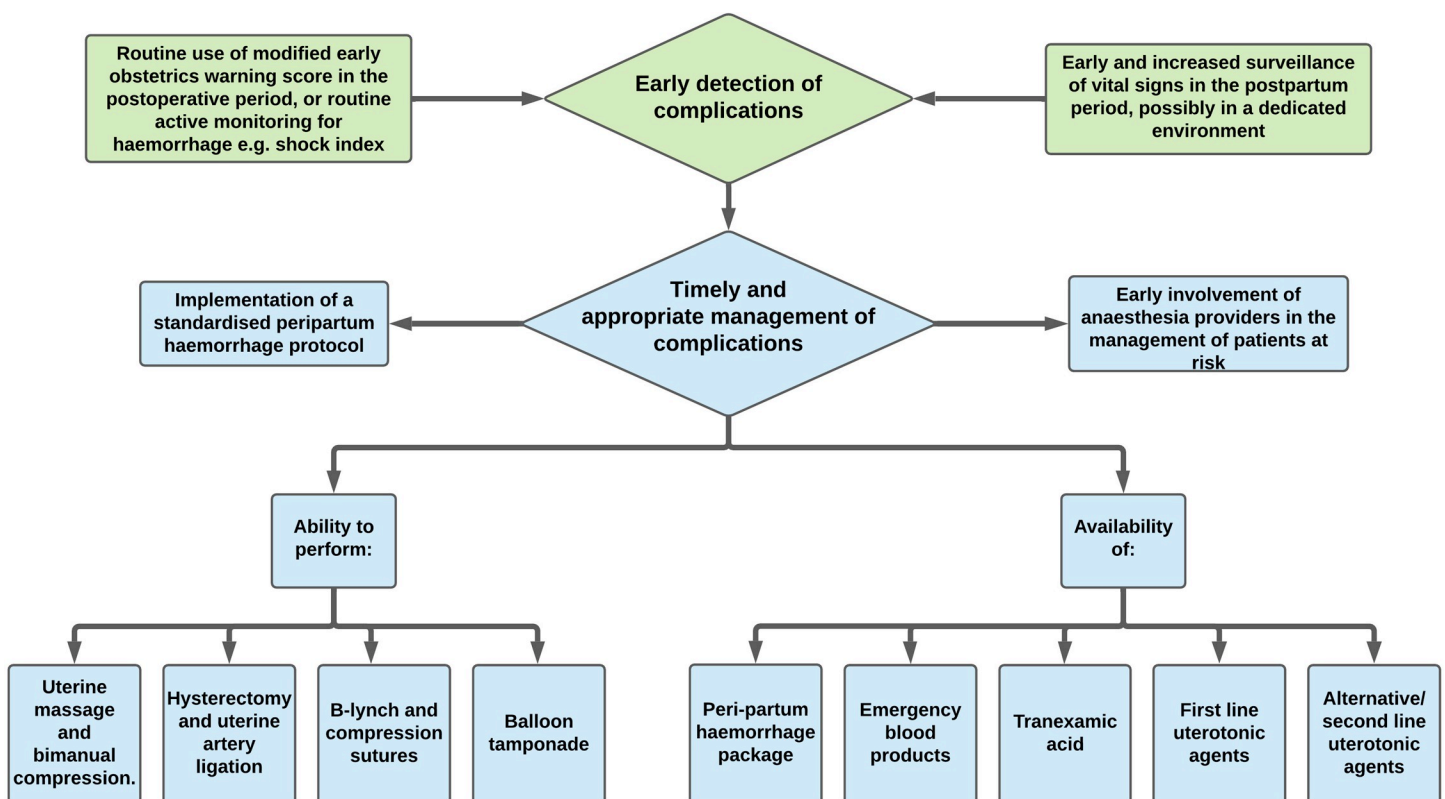 Routine use of modified early
obstetrics warning score in the
postoperative period, or routine
active monitoring for
haemorrhage e.g. shock index
Early detection of
complications
Early and increased surveillance
of vital signs in the postpartum
period, possibly in a dedicated
environment
Implementation of a
standardised peripartum
haemorrhage protocol
Timely and
appropriate management of
complications
Early involvement of
anaesthesia providers in the
management of patients at
risk
Ability to
perform:
Availability
of:
Uterine
massage
and
bimanual
compression.
Hysterectomy
and uterine
artery
ligation
B-lynch and
compression
sutures
Balloon
tamponade
Peri-partum
haemorrhage
package
Emergency
blood
products
Tranexamic
acid
First line
uterotonic
agents
Alternative/
second line
uterotonic
agents